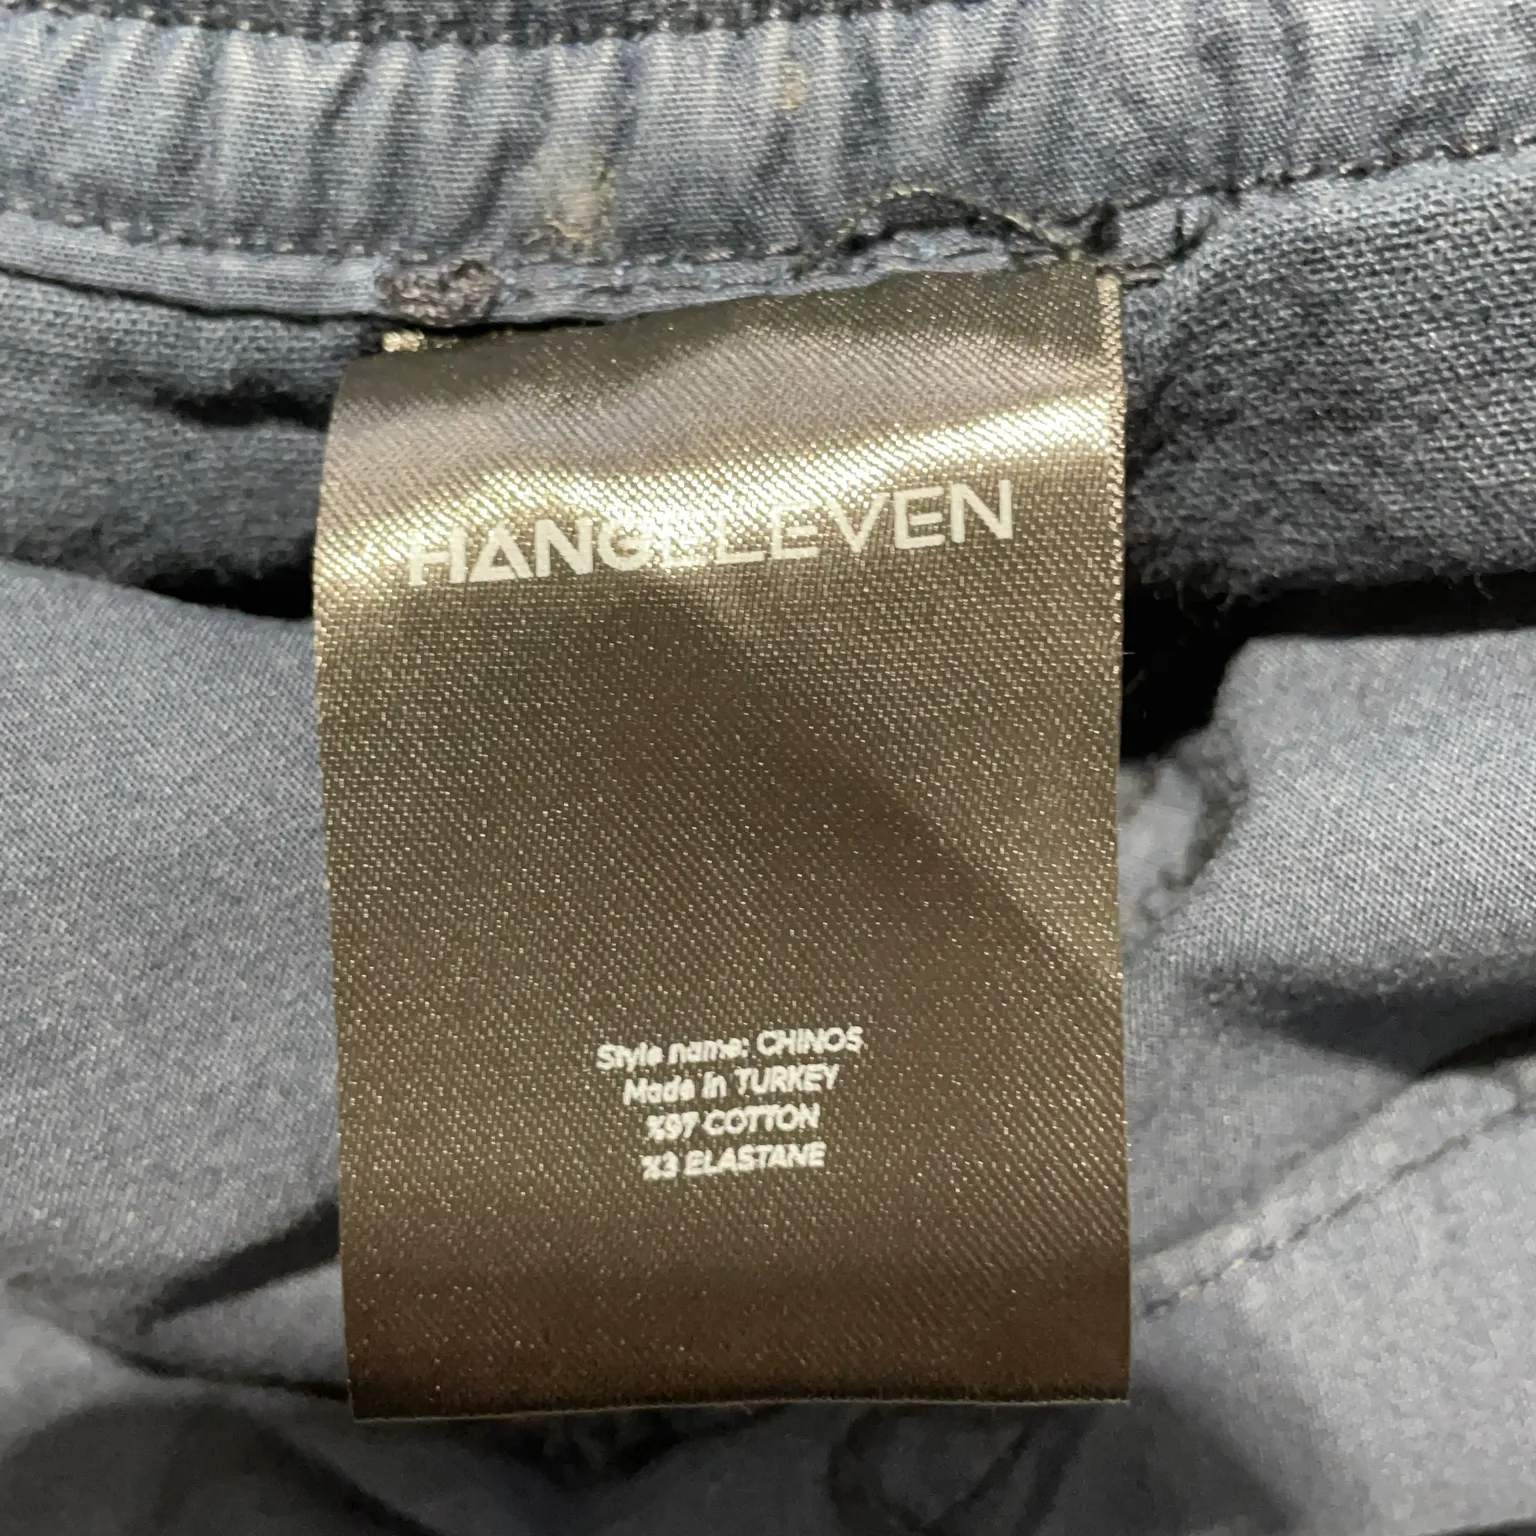 HANGELEVEN
Style name: CHINOS
Made in TURKEY
%97 COTTON
%3 ELASTANE